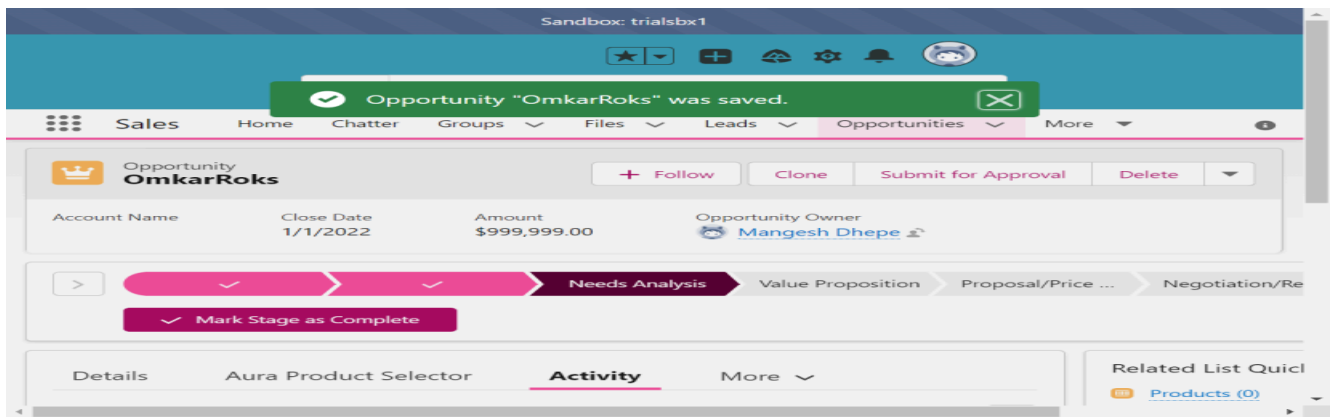 Sandbox: trialsbx1
Opportunity "OmkarRoks" was saved.
Sales Home Chatter Groups Files Leads Opportunities More
Opportunity
OmkarRoks
+ Follow Clone Submit for Approval Delete
Account Name Close Date Amount Opportunity Owner
1/1/2022 $999,999.00 Mangesh Dhepe
Needs Analysis Value Proposition Proposal/Price ... Negotiation/Re
Mark Stage as Complete
Details Aura Product Selector Activity More
Related List Quicl
Products (0)